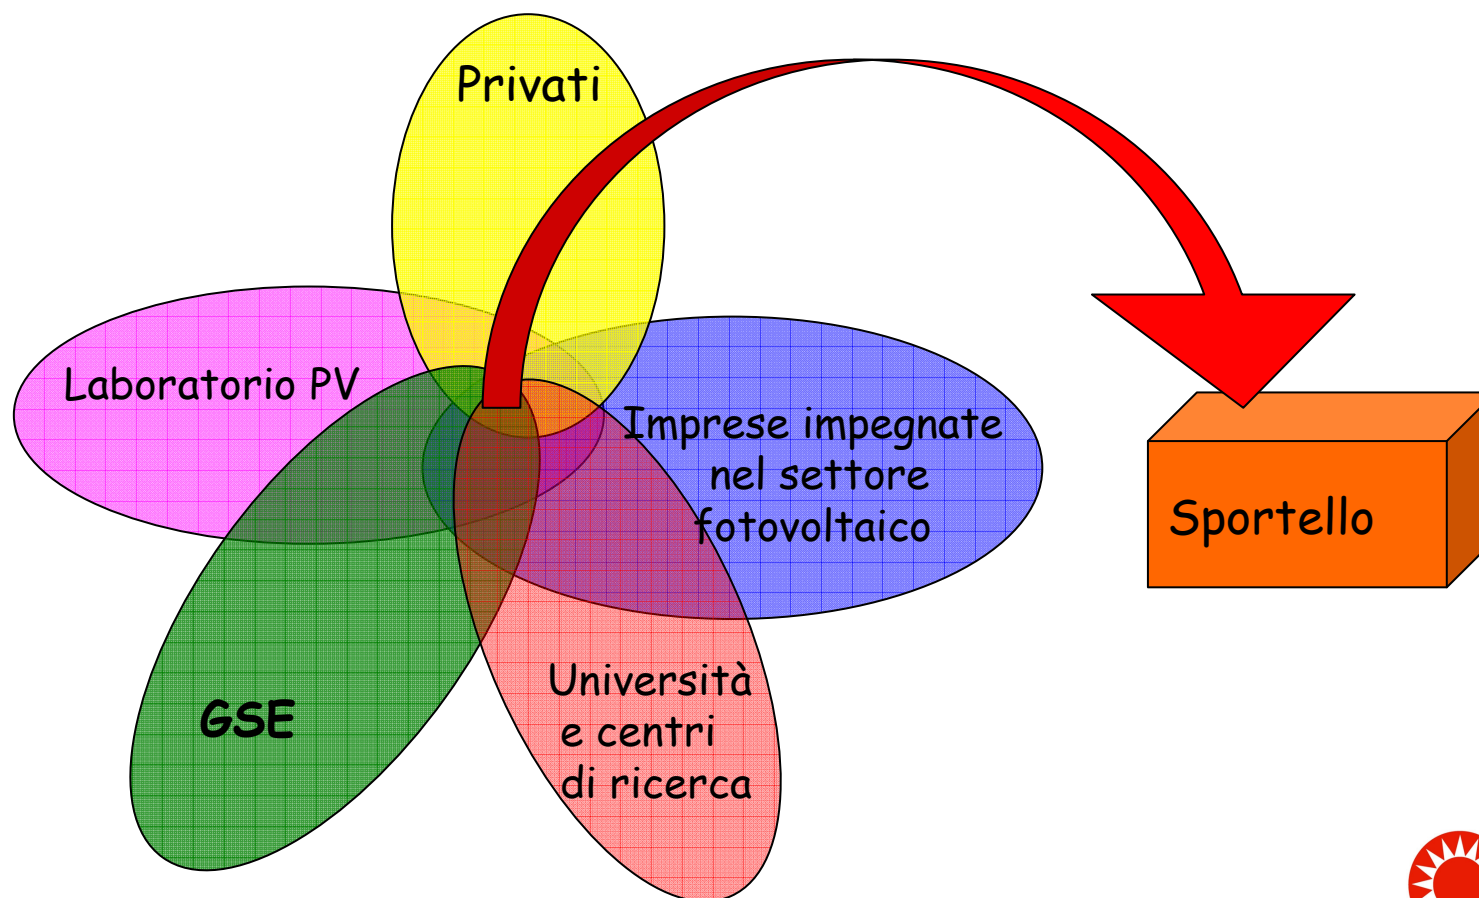 Privati
Laboratorio PV
Imprese impegnate
nel settore
fotovoltaico
Sportello
GSE
Università
e centri
di ricerca